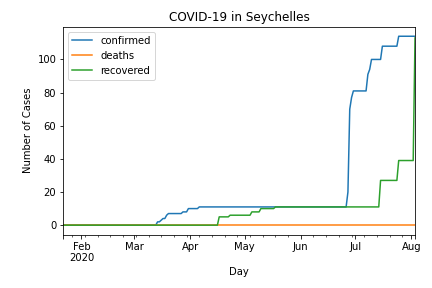 COVID-19 in Seychelles
confirmed
deaths
recovered
Number of Cases
100
80
60
40
20
0
Feb
2020
Mar
Apr
May
Jun
Jul
Aug
Day